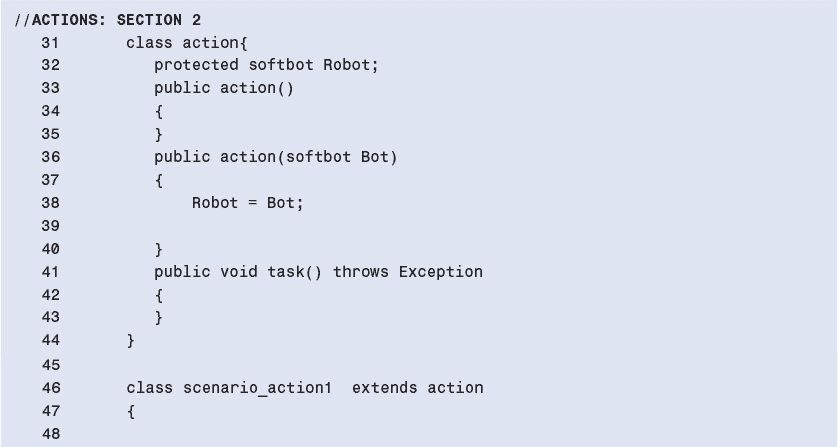 //ACTIONS: SECTION 2
31 class action{
32 protected softbot Robot;
33 public action()
34 {
35 }
36 public action(softbot Bot)
37 {
38 Robot = Bot;
39
40 }
41 public void task() throws Exception
42 {
43 }
44 }
45
46 class scenario_action1 extends action
47 {
48